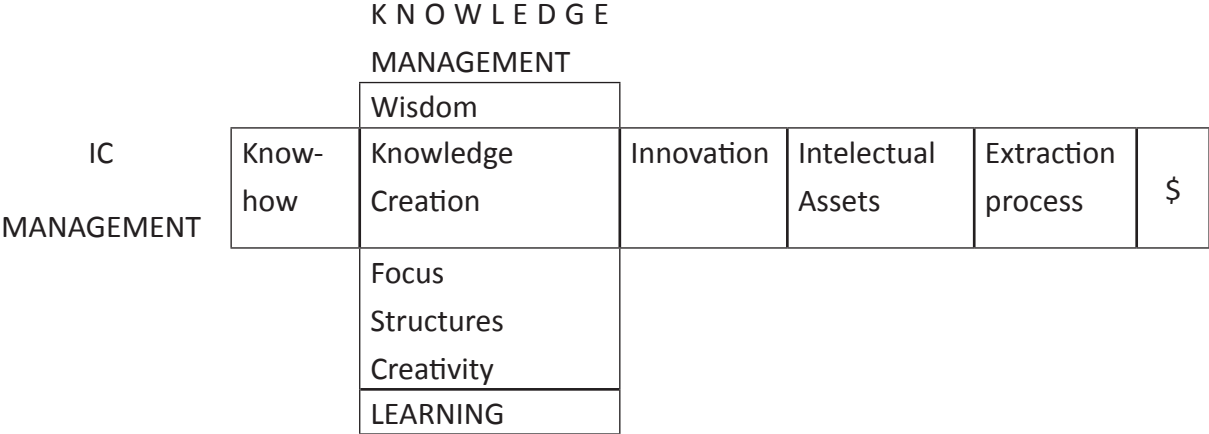 K N O W L E D G E
MANAGEMENT
Wisdom
IC
MANAGEMENT
Know-
how
Knowledge
Creation
Innovation
Intelectual
Assets
Extraction
process
$
Focus
Structures
Creativity
LEARNING